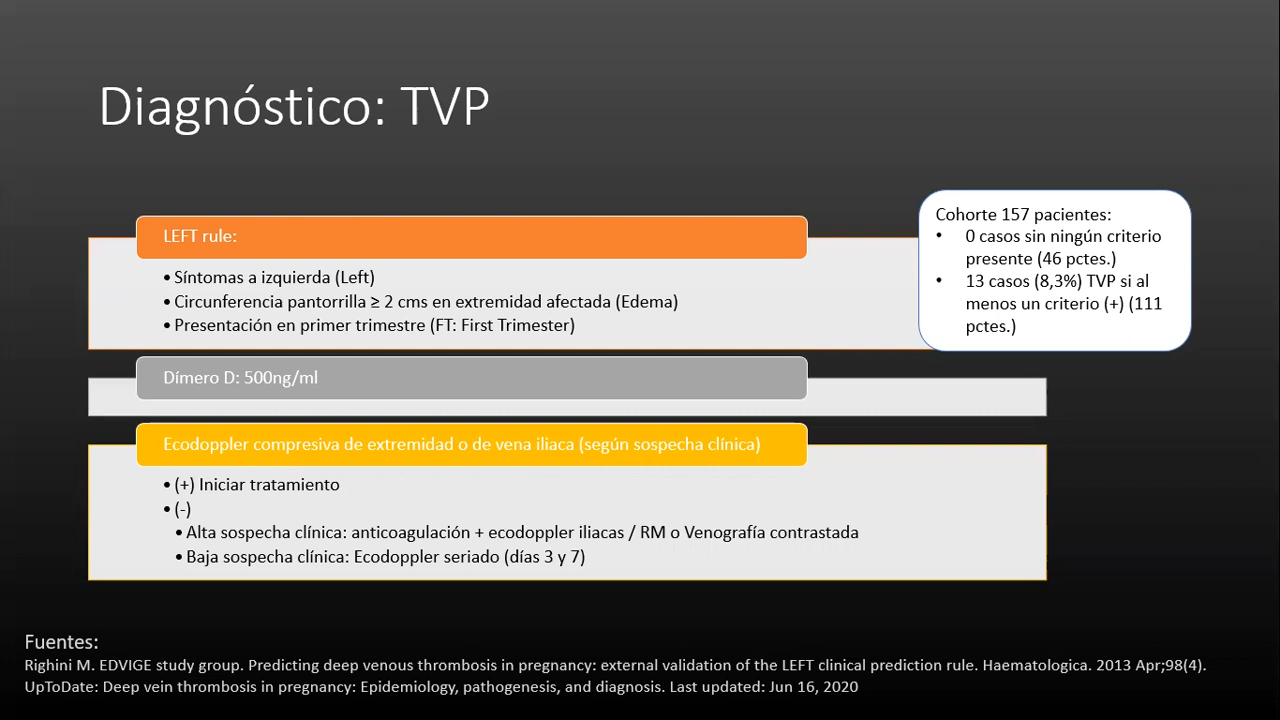 Diagnóstico: TVP
LEFT rule:
• Síntomas a izquierda (Left)
• Circunferencia pantorrilla ≥ 2 cms en extremidad afectada (Edema)
• Presentación en primer trimestre (FT: First Trimester)
Cohorte 157 pacientes:
• 0 casos sin ningún criterio
presente (46 pctes.)
• 13 casos (8,3%) TVP si al
menos un criterio (+) (111
pctes.)
Dímero D: 500ng/ml
Ecodoppler compresiva de extremidad o de vena iliaca (según sospecha clínica)
• (+) Iniciar tratamiento
• (-)
• Alta sospecha clínica: anticoagulación + ecodoppler iliacas / RM o Venografía contrastada
• Baja sospecha clínica: Ecodoppler seriado (días 3 y 7)
Fuentes:
Righini M. EDVIGE study group. Predicting deep venous thrombosis in pregnancy: external validation of the LEFT clinical prediction rule. Haematologica. 2013 Apr;98(4).
UpToDate: Deep vein thrombosis in pregnancy: Epidemiology, pathogenesis, and diagnosis. Last updated: Jun 16, 2020